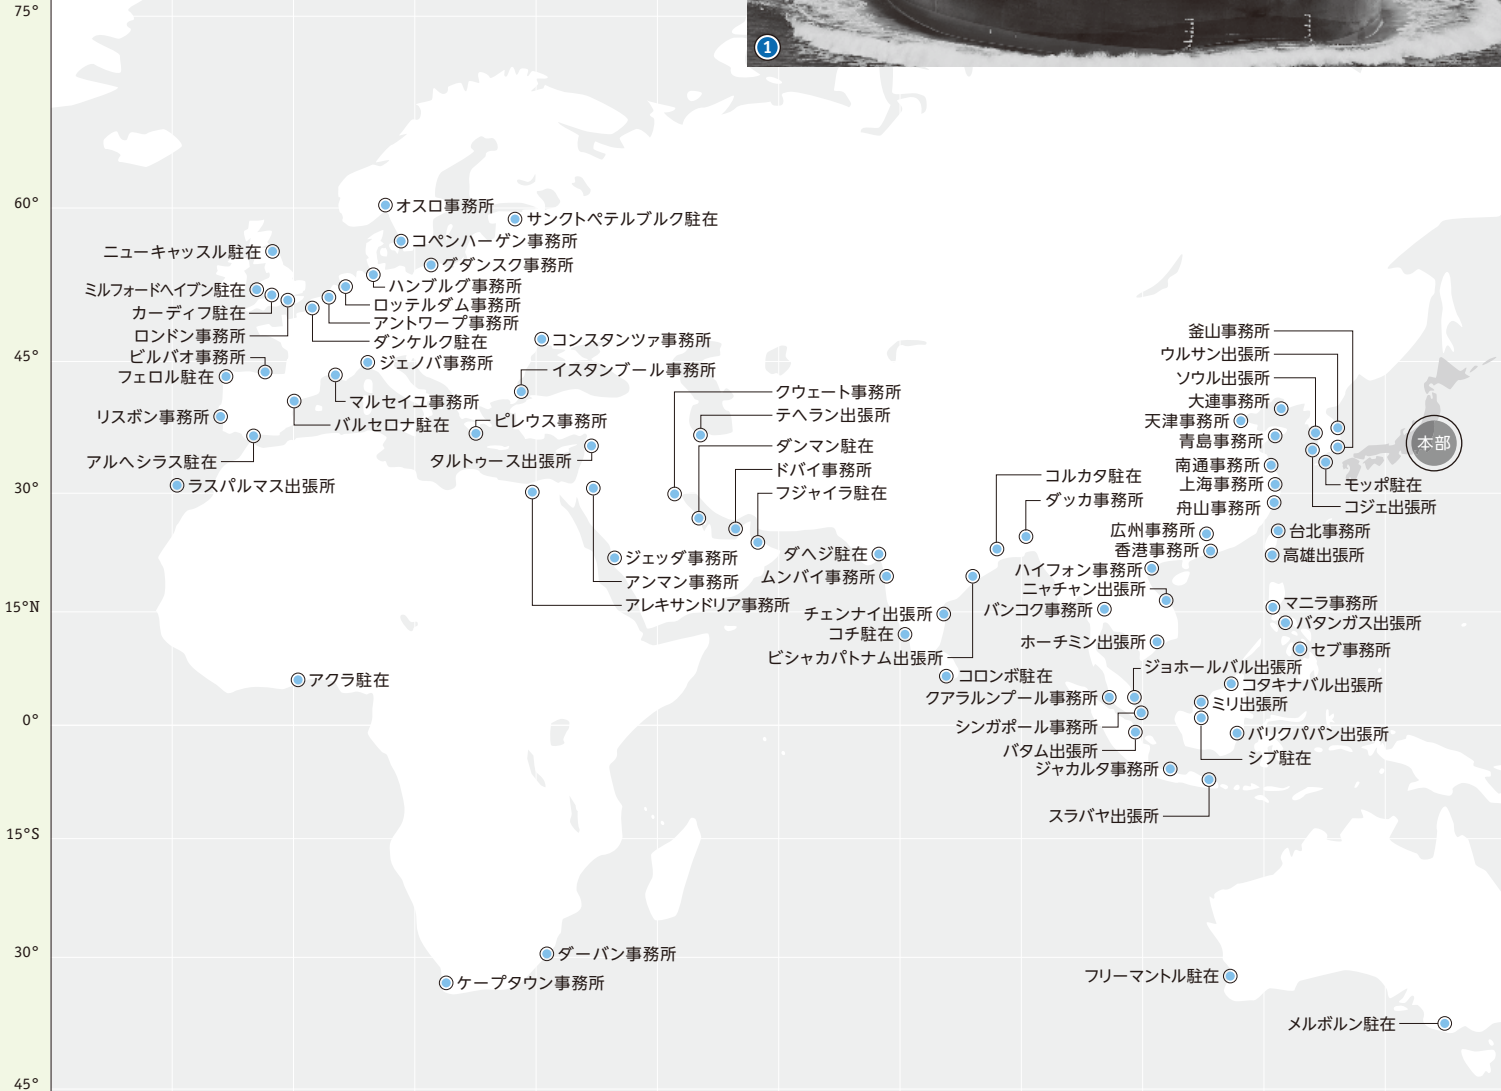 75°
60°
45°
30°
15°N
0°
15°S
30°
45°
1
オスロ事務所
サンクトペテルブルク駐在
コペンハーゲン事務所
ニューキャッスル駐在
グダンスク事務所
ハンブルグ事務所
ミルフォードヘイブン駐在
ロッテルダム事務所
カーディフ駐在
アントワープ事務所
ロンドン事務所
ダンケルク駐在
コンスタンツァ事務所
ビルバオ事務所
ジェノバ事務所
イスタンブール事務所
フェロル駐在
マルセイユ事務所
リスボン事務所
バルセロナ駐在
ピレウス事務所
アルヘシラス駐在
タルトゥース出張所
ラスパルマス出張所
クウェート事務所
テヘラン出張所
ダンマン駐在
ドバイ事務所
フジャイラ駐在
ジェッダ事務所
アンマン事務所
アレキサンドリア事務所
アクラ駐在
ダーバン事務所
ケープタウン事務所
コルカタ駐在
ダッカ事務所
ダヘジ駐在
ムンバイ事務所
チェンナイ出張所
コチ駐在
ビシャカパトナム出張所
コロンボ駐在
釜山事務所
ウルサン出張所
ソウル出張所
大連事務所
天津事務所
青島事務所
本部
南通事務所
上海事務所
舟山事務所
モッポ駐在
コジェ出張所
広州事務所
台北事務所
香港事務所
高雄出張所
ハイフォン事務所
ニャチャン出張所
バンコク事務所
マニラ事務所
バタンガス出張所
ホーチミン出張所
セブ事務所
ジョホールバル出張所
コタキナバル出張所
クアラルンプール事務所
ミリ出張所
シンガポール事務所
バリクパパン出張所
バタム出張所
シブ駐在
ジャカルタ事務所
スラバヤ出張所
フリーマントル駐在
メルボルン駐在